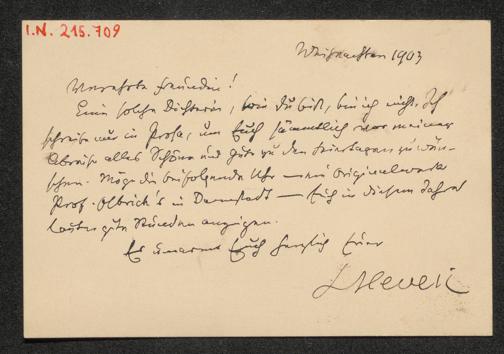 I.N. 215.709
Weihnachten 1903
Verehrte Freundin!
Eine solche Dichterin, wie du bist, bin ich nicht. Ich
schreibe nur in Prosa, um Euch sämmtlich vor meiner
Abreise alles Schöne und Gute zu den Feiertagen zu wün-
schen. Möge die beifolgende Uhr – ein Originalwerk
Prof. Olbrich's in Darmstadt – Euch in diesem Jahre
lauter gute Stunden anzeigen.
Es umarmt Euch herzlich Euer
LHevesi